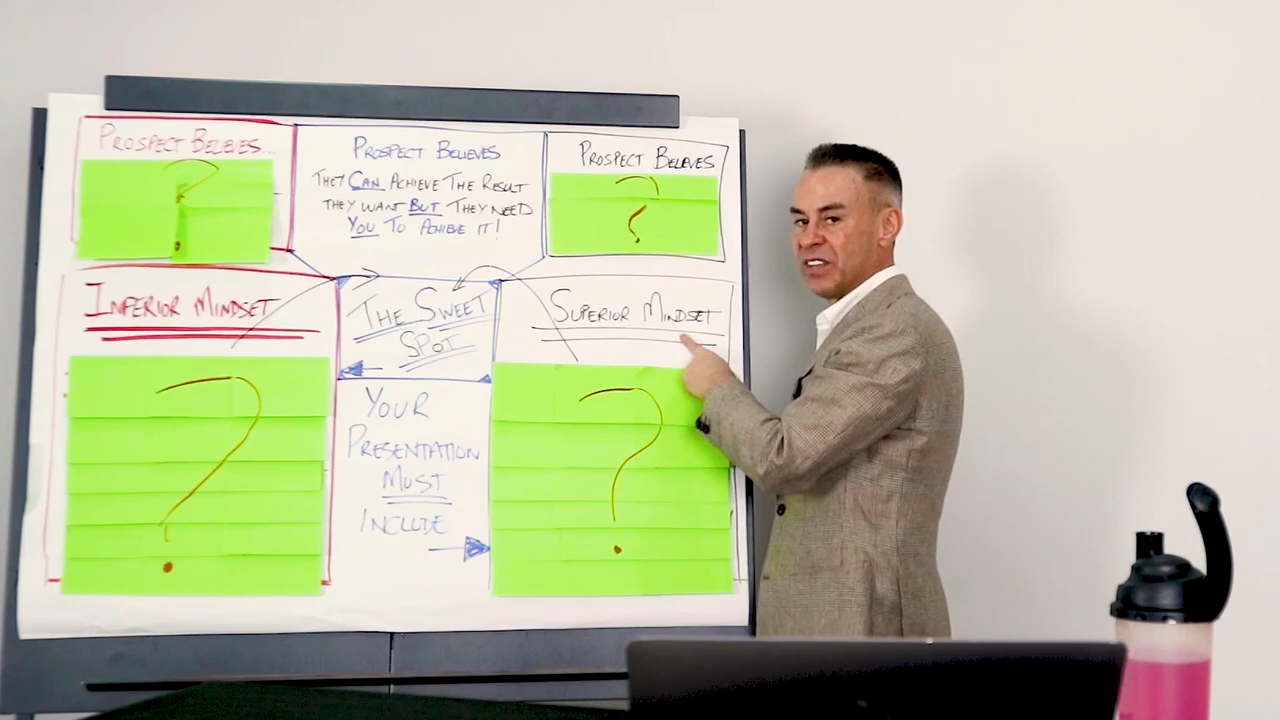 PROSPECT BELIEVES...
?
PROSPECT BELIEVES
THEY CAN ACHIEVE THE RESULT
THEY WANT BUT THEY NEED
YOU TO ACHIEVE IT!
PROSPECT BELIEVES
?
INFERIOR MINDSET
?
THE SWEET
SPOT
YOUR
PRESENTATION
MUST
INCLUDE
SUPERIOR MINDSET
?